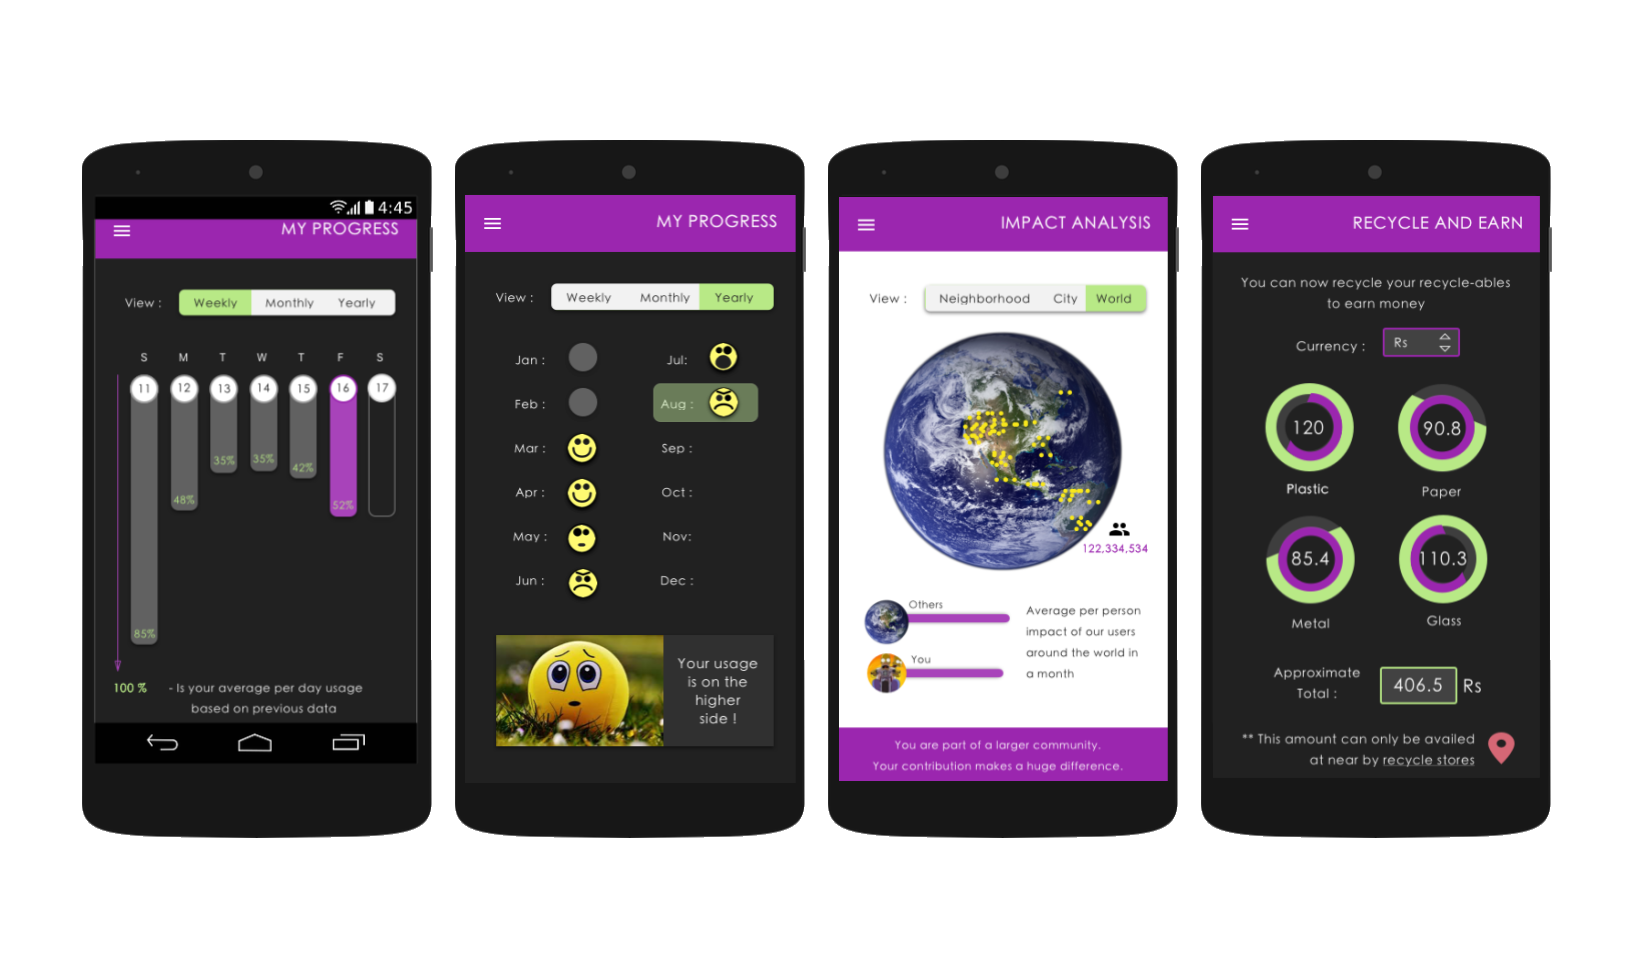 4:45
MY PROGRESS
View : Weekly Monthly Yearly
S M T W T F S
11 12 13 14 15 16 17
35% 35% 42%
48% 52%
85%
100 % - Is your average per day usage
based on previous data
MY PROGRESS
View : Weekly Monthly Yearly
Jan : Jul:
Feb : Aug :
Mar : Sep :
Apr : Oct :
May : Nov:
Jun : Dec :
Your usage
is on the
higher
side !
IMPACT ANALYSIS
View : Neighborhood City World
122,334,534
Others
You
Average per person
impact of our users
around the world in
a month
You are part of a larger community.
Your contribution makes a huge difference.
RECYCLE AND EARN
You can now recycle your recycle-ables
to earn money
Currency : Rs
120 90.8
Plastic Paper
85.4 110.3
Metal Glass
Approximate
Total : 406.5 Rs
** This amount can only be availed
at near by recycle stores